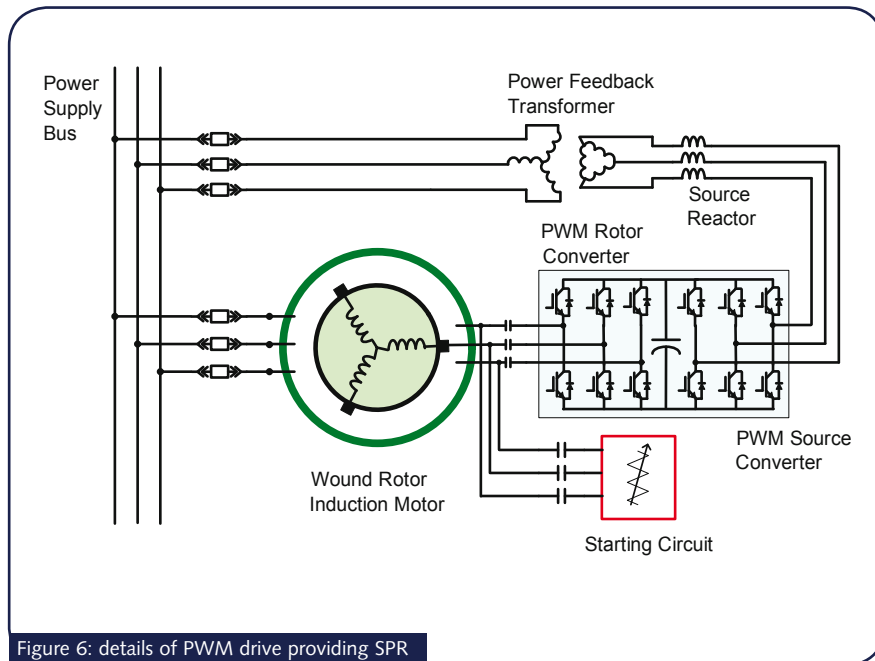 Power
Supply
Bus
Power Feedback
Transformer
Source
Reactor
PWM Rotor
Converter
PWM Source
Converter
Wound Rotor
Induction Motor
Starting Circuit
Figure 6: details of PWM drive providing SPR